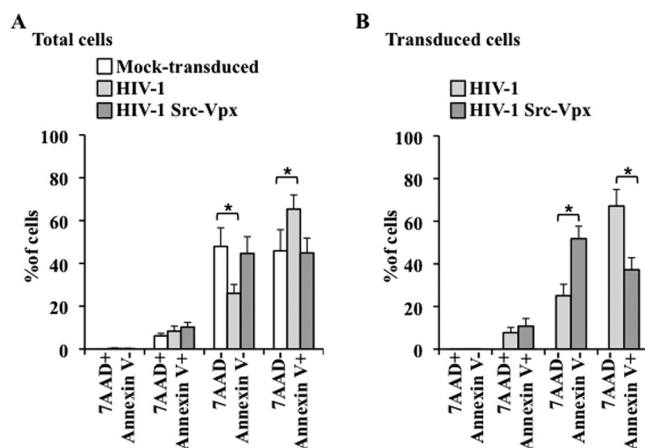 A
Total cells
Mock-transduced
HIV-1
HIV-1 Src-Vpx
%of cells
100
80
60
40
20
0
*
*
7AAD+
Annexin V-
7AAD+
Annexin V+
7AAD-
Annexin V-
7AAD-
Annexin V+
B
Transduced cells
HIV-1
HIV-1 Src-Vpx
%of cells
100
80
60
40
20
0
*
*
7AAD+
Annexin V-
7AAD+
Annexin V+
7AAD-
Annexin V-
7AAD-
Annexin V+